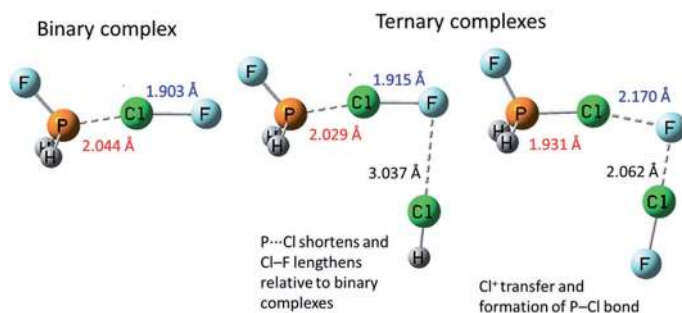 Binary complex
Ternary complexes
F
P
H
H
Cl
F
1.903 Å
2.044 Å
F
P
H
H
Cl
F
1.915 Å
2.029 Å
3.037 Å
Cl
H
P···Cl shortens and
Cl–F lengthens
relative to binary
complexes
F
P
H
H
Cl
F
2.170 Å
1.931 Å
2.062 Å
Cl
F
Cl⁺ transfer and
formation of P–Cl bond